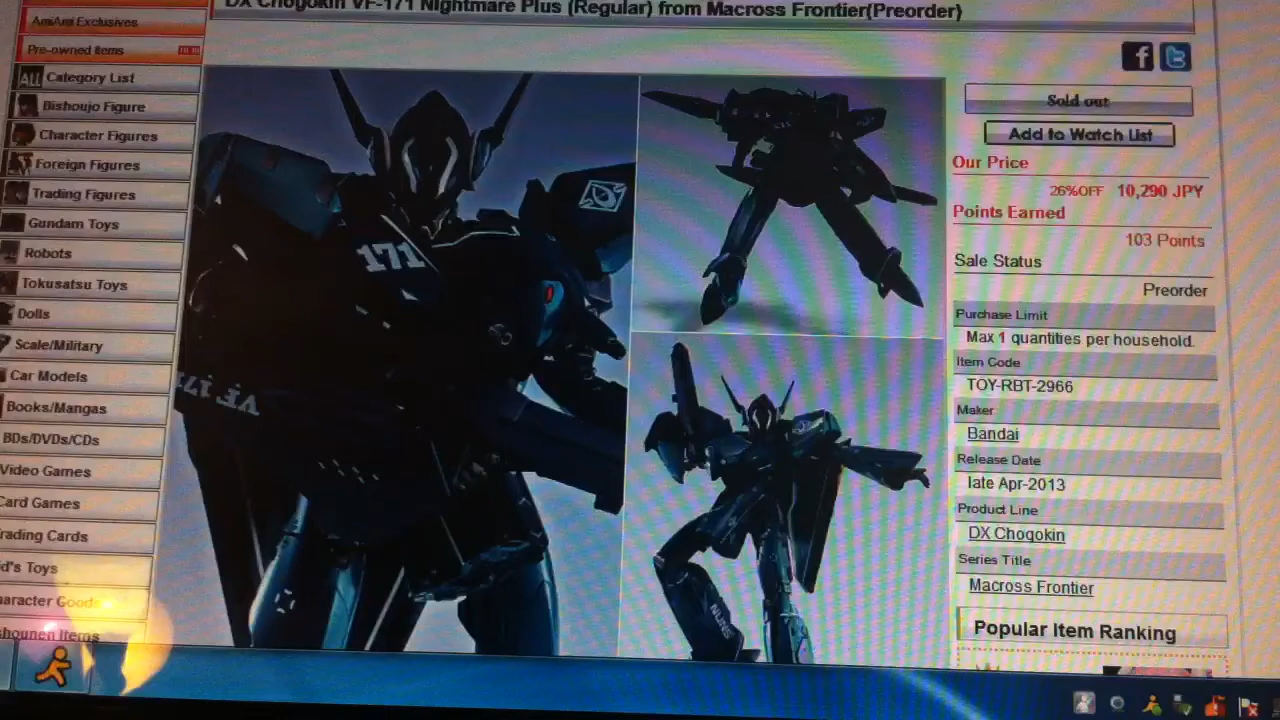 DX Chogokin VF-171 Nightmare Plus (Regular) from Macross Frontier(Preorder)
AmiAmi Exclusives
Pre-owned items
ALL Category List
Bishoujo Figure
Character Figures
Foreign Figures
Trading Figures
Gundam Toys
Robots
Tokusatsu Toys
Dolls
Scale/Military
Car Models
Books/Mangas
BDs/DVDs/CDs
Video Games
Card Games
rading Cards
d's Toys
aracter Goods
shounen Items
171
VF-171
NUNS
f
Sold out
Add to Watch List
Our Price
26%OFF 10,290 JPY
Points Earned
103 Points
Sale Status
Preorder
Purchase Limit
Max 1 quantities per household.
Item Code
TOY-RBT-2966
Maker
Bandai
Release Date
late Apr-2013
Product Line
DX Chogokin
Series Title
Macross Frontier
Popular Item Ranking